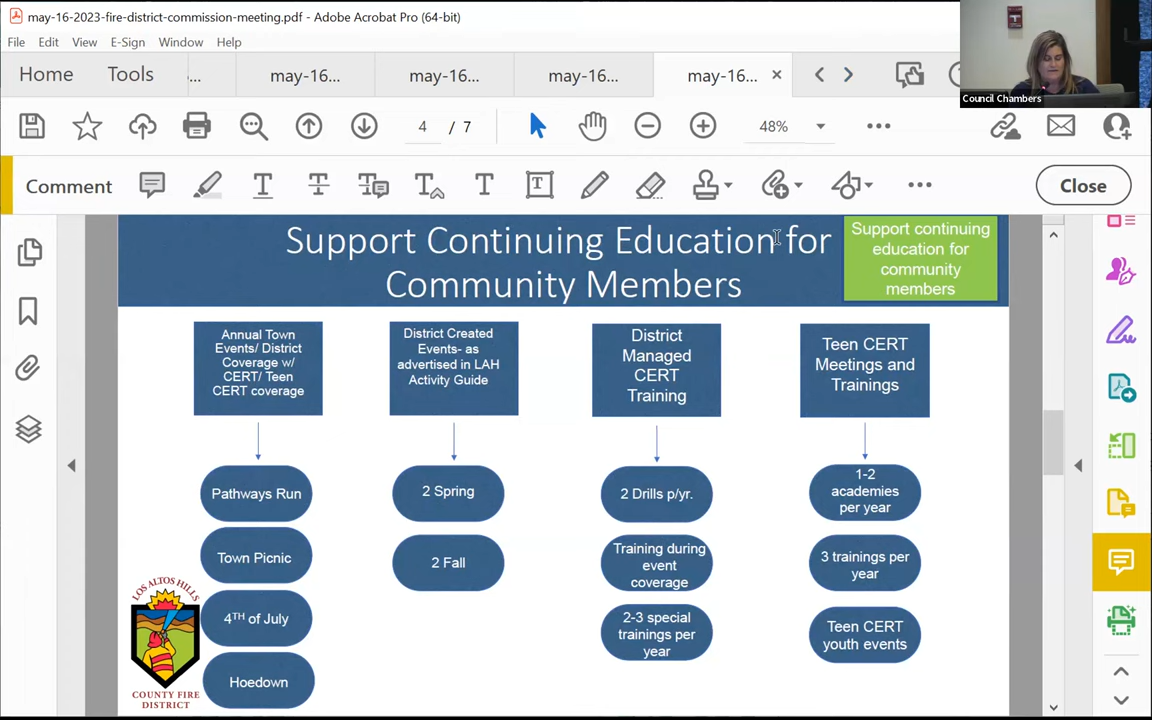 may-16-2023-fire-district-commission-meeting.pdf - Adobe Acrobat Pro (64-bit)
File Edit View E-Sign Window Help
Home Tools ... may-16... may-16... may-16... may-16... ×
Council Chambers
4 / 7 48%
Comment Close
Support Continuing Education for
Community Members
Support continuing
education for
community
members
Annual Town
Events/ District
Coverage w/
CERT/ Teen
CERT coverage
Pathways Run
Town Picnic
4TH of July
Hoedown
District Created
Events- as
advertised in LAH
Activity Guide
2 Spring
2 Fall
District
Managed
CERT
Training
2 Drills p/yr.
Training during
event
coverage
2-3 special
trainings per
year
Teen CERT
Meetings and
Trainings
1-2
academies
per year
3 trainings per
year
Teen CERT
youth events
LOS ALTOS HILLS
COUNTY FIRE
DISTRICT